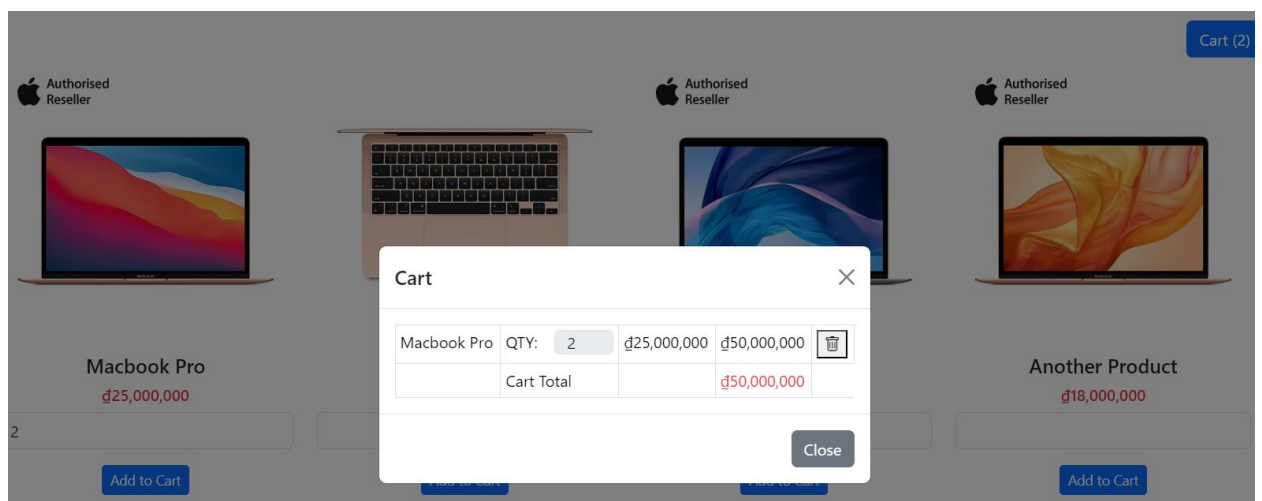 Cart (2)
Authorised
Reseller
Authorised
Reseller
Authorised
Reseller
Cart
Macbook Pro QTY: 2 ₫25,000,000 ₫50,000,000
Cart Total ₫50,000,000
Close
Macbook Pro
₫25,000,000
2
Add to Cart
Another Product
₫18,000,000
Add to Cart